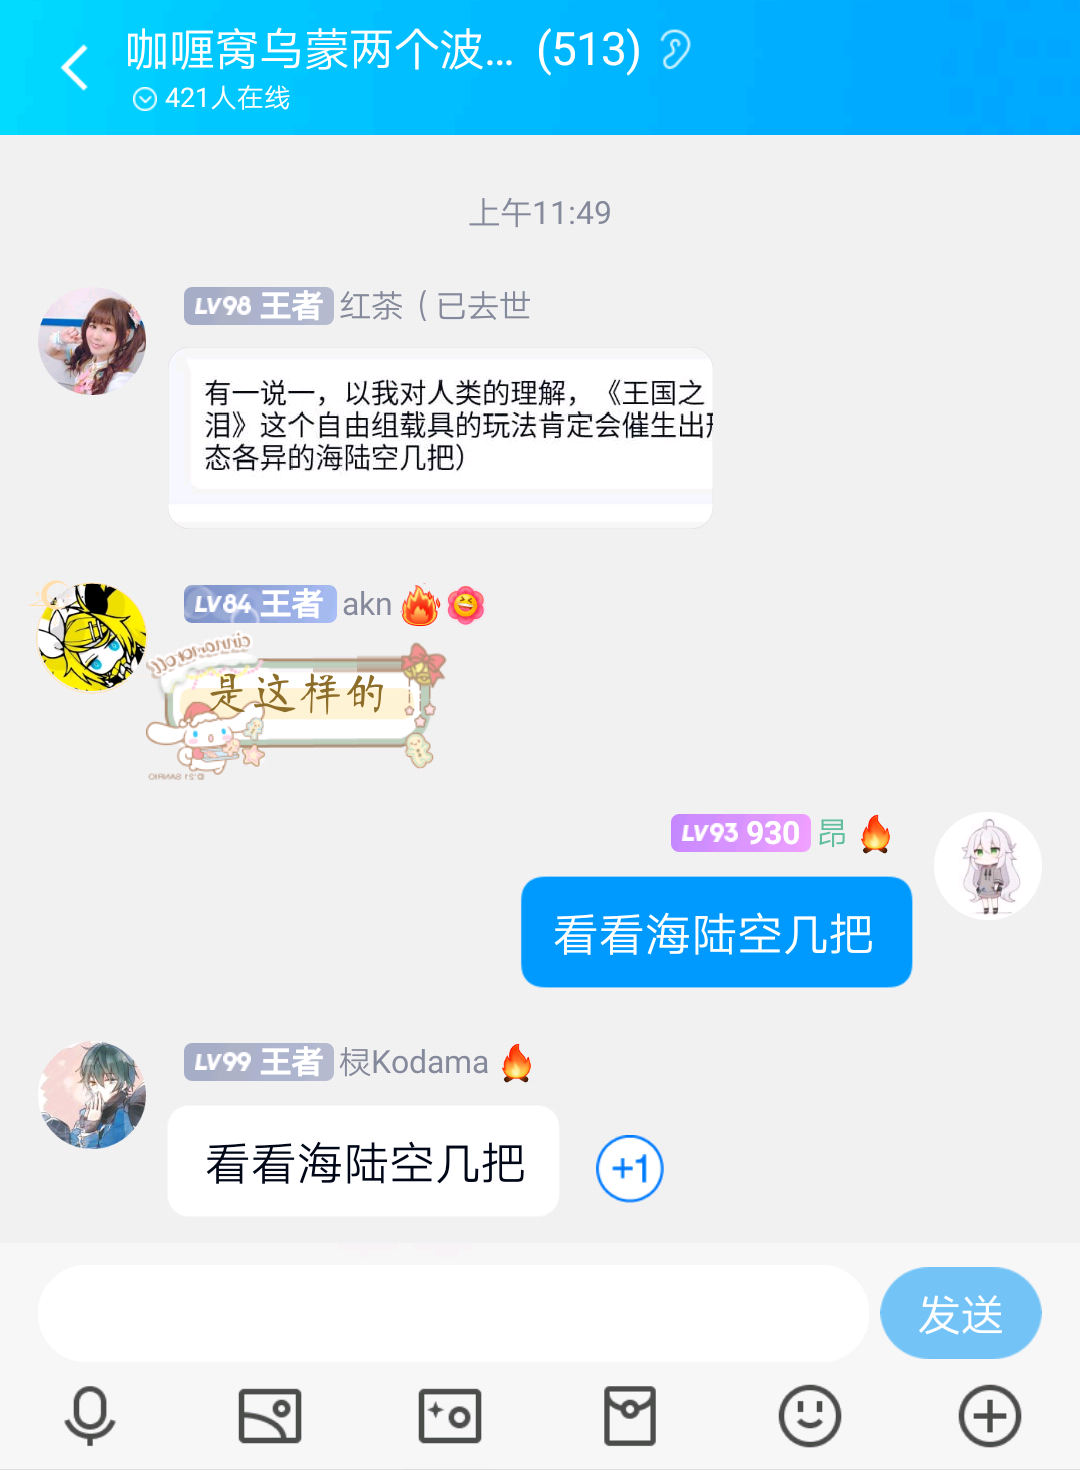 咖喱窝乌蒙两个波... (513)
421人在线
上午11:49
LV98 王者 红茶（已去世
有一说一，以我对人类的理解，《王国之
泪》这个自由组载具的玩法肯定会催生出形
态各异的海陆空几把）
LV84 王者 akn
是这样的
LV93 930 昂
看看海陆空几把
LV99 王者 棂Kodama
看看海陆空几把
+1
发送